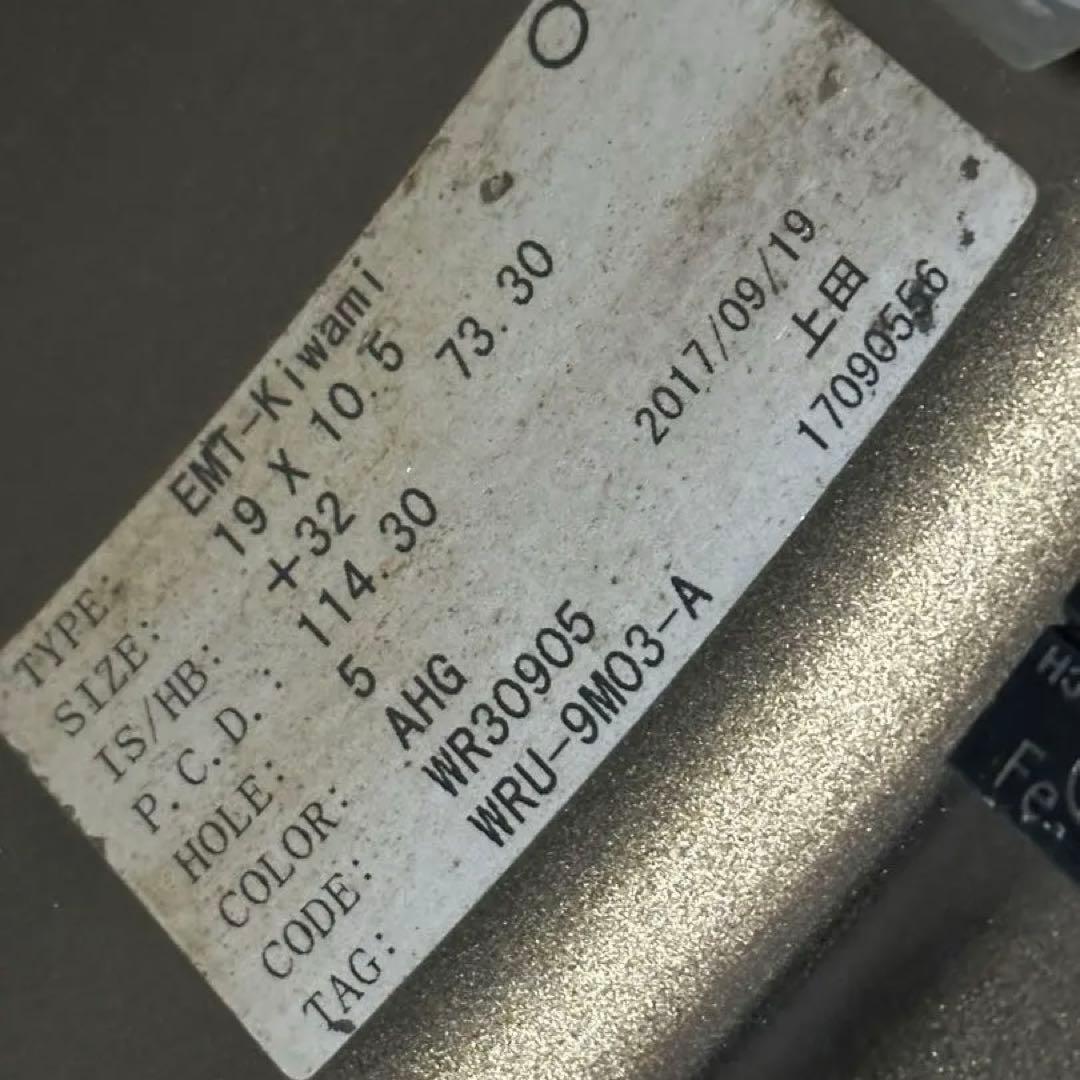 TYPE: EMT-Kiwami
SIZE: 19 X 10.5
IS/HB: +32 73.30
P.C.D.: 114.30
HOLE: 5
COLOR: AHG
CODE: WR30905
TAG: WRU-9M03-A
2017/09/19
上田
17090556
Fe